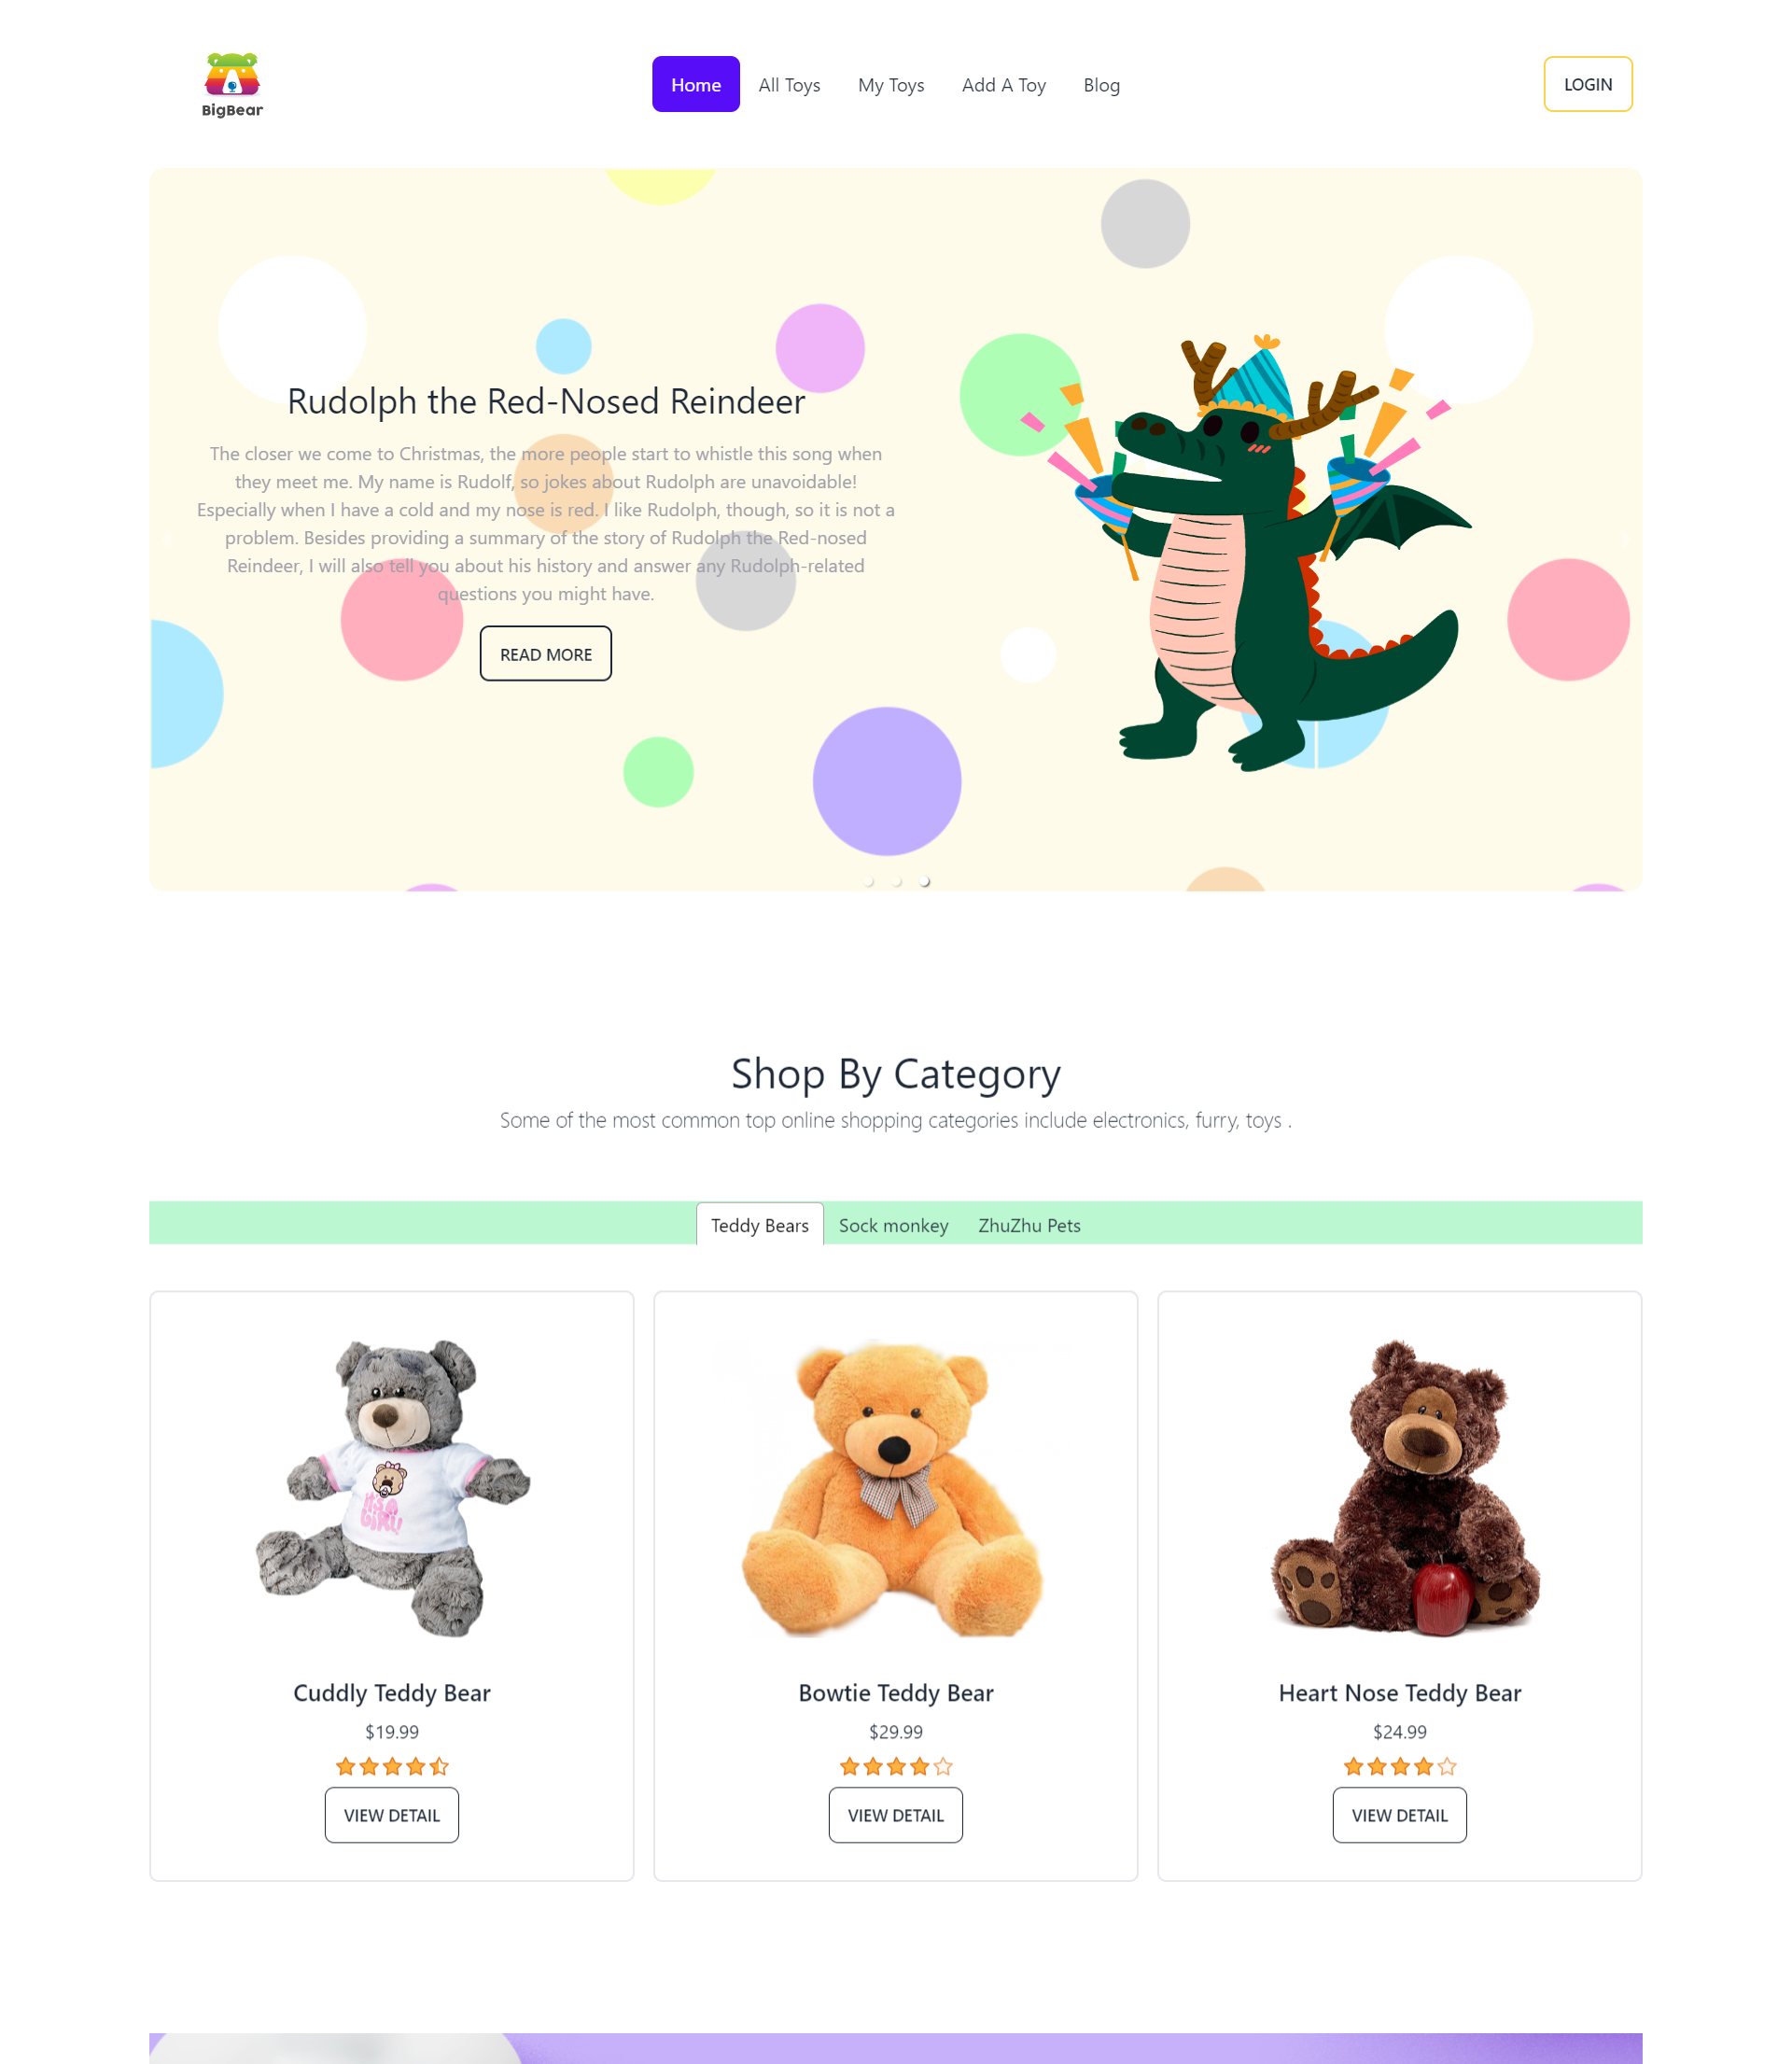 BigBear
Home
All Toys
My Toys
Add A Toy
Blog
LOGIN
Rudolph the Red-Nosed Reindeer
The closer we come to Christmas, the more people start to whistle this song when
they meet me. My name is Rudolf, so jokes about Rudolph are unavoidable!
Especially when I have a cold and my nose is red. I like Rudolph, though, so it is not a
problem. Besides providing a summary of the story of Rudolph the Red-nosed
Reindeer, I will also tell you about his history and answer any Rudolph-related
questions you might have.
READ MORE
Shop By Category
Some of the most common top online shopping categories include electronics, furry, toys .
Teddy Bears
Sock monkey
ZhuZhu Pets
IT'S A
GIRL!
Cuddly Teddy Bear
$19.99
VIEW DETAIL
Bowtie Teddy Bear
$29.99
VIEW DETAIL
Heart Nose Teddy Bear
$24.99
VIEW DETAIL